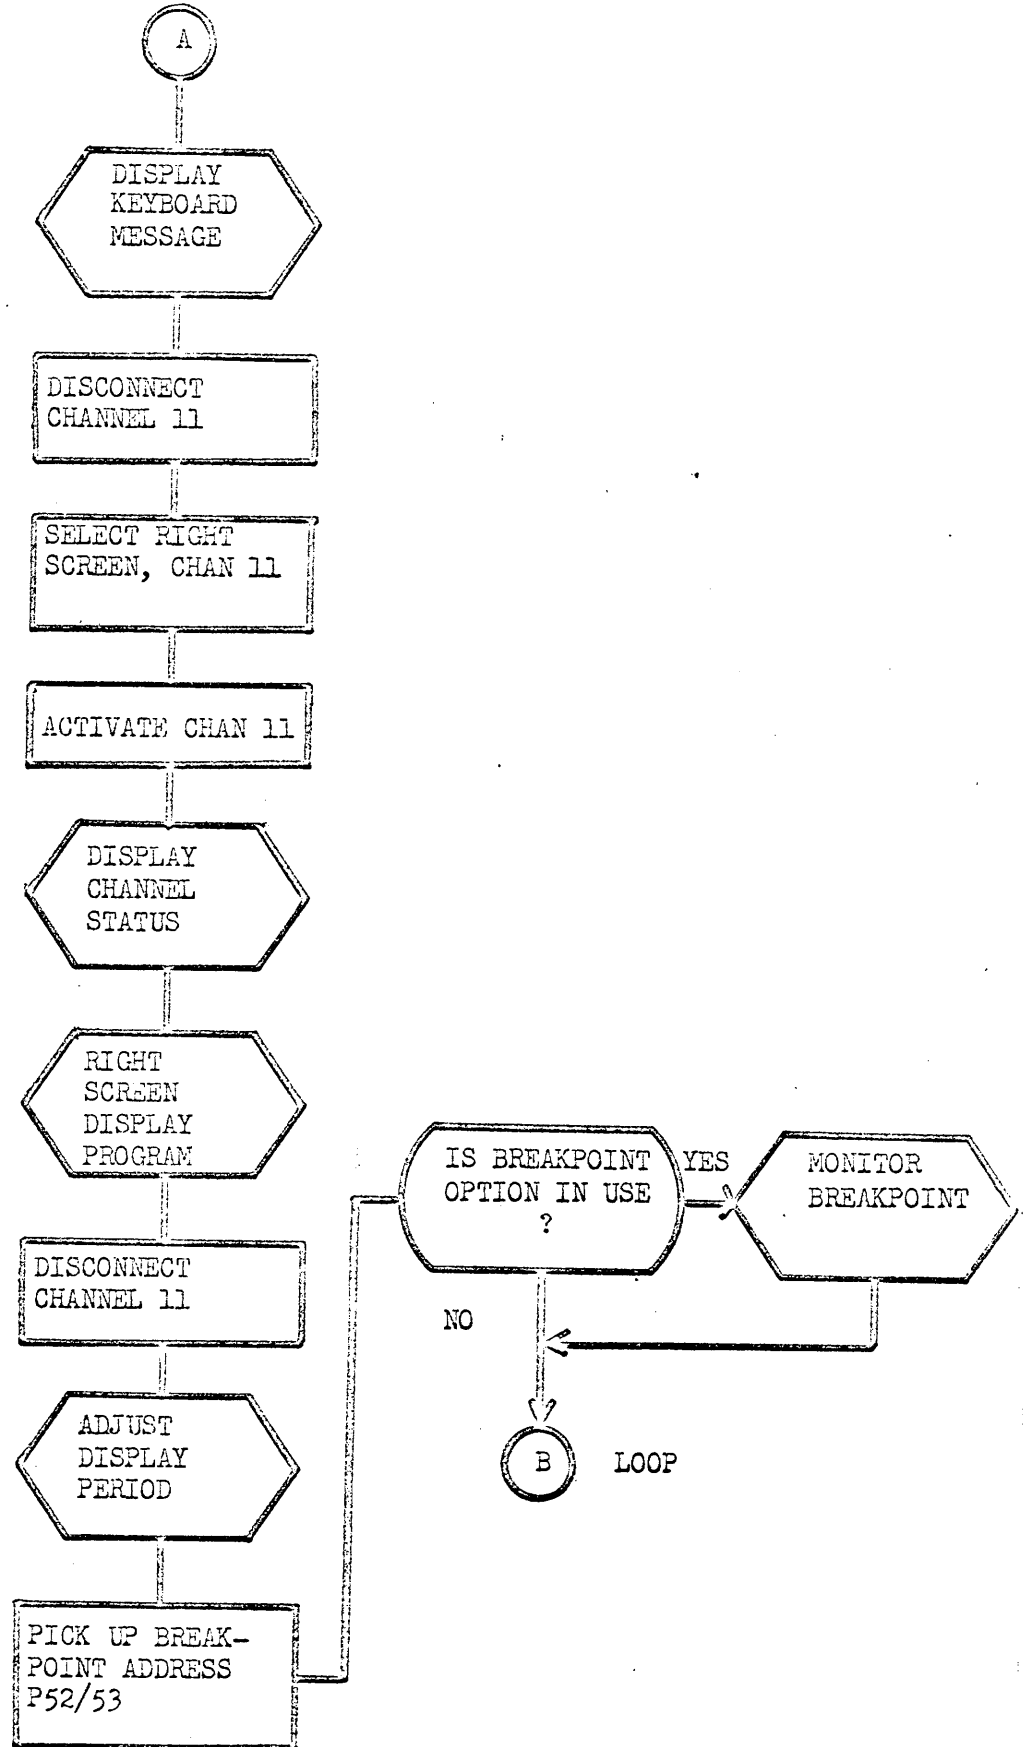 A
DISPLAY
KEYBOARD
MESSAGE
DISCONNECT
CHANNEL 11
SELECT RIGHT
SCREEN, CHAN 11
ACTIVATE CHAN 11
DISPLAY
CHANNEL
STATUS
RIGHT
SCREEN
DISPLAY
PROGRAM
DISCONNECT
CHANNEL 11
ADJUST
DISPLAY
PERIOD
PICK UP BREAK-
POINT ADDRESS
P52/53
IS BREAKPOINT
OPTION IN USE
?
YES
MONITOR
BREAKPOINT
NO
B
LOOP